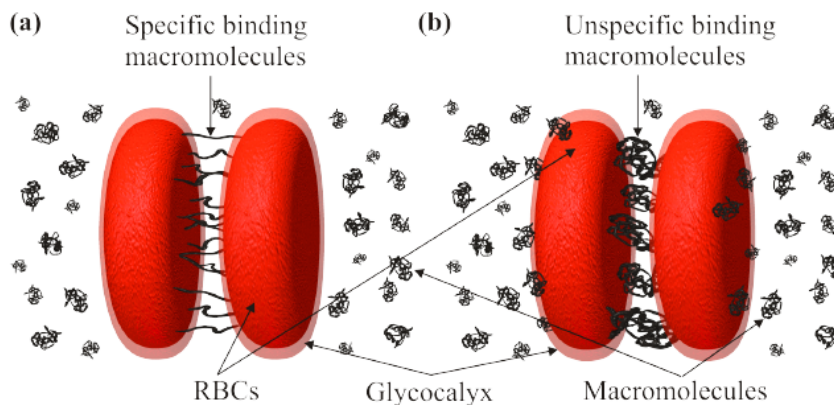 (a)
Specific binding
macromolecules
(b)
Unspecific binding
macromolecules
RBCs
Glycocalyx
Macromolecules